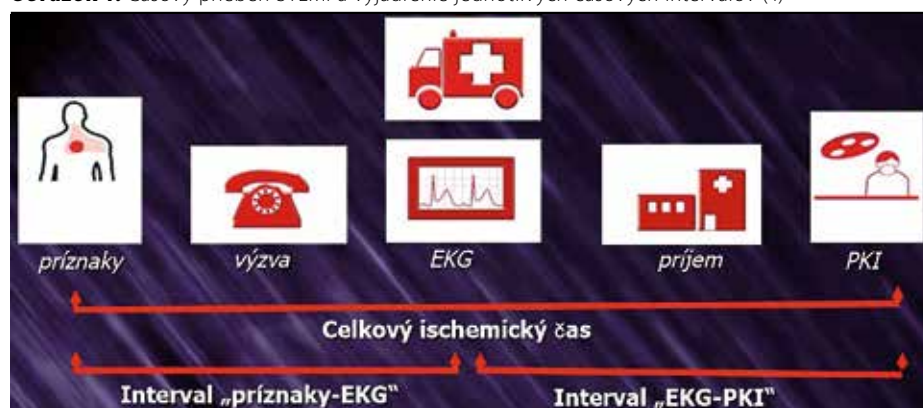 príznaky výzva EKG príjem PKI
Celkový ischemický čas
Interval „príznaky-EKG“ Interval „EKG-PKI“